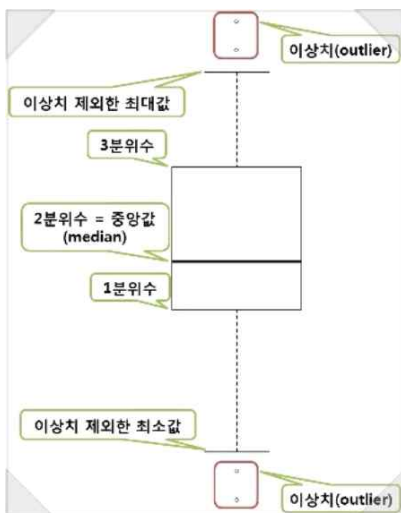 이상치(outlier)
이상치 제외한 최대값
3분위수
2분위수 = 중앙값
(median)
1분위수
이상치 제외한 최소값
이상치(outlier)